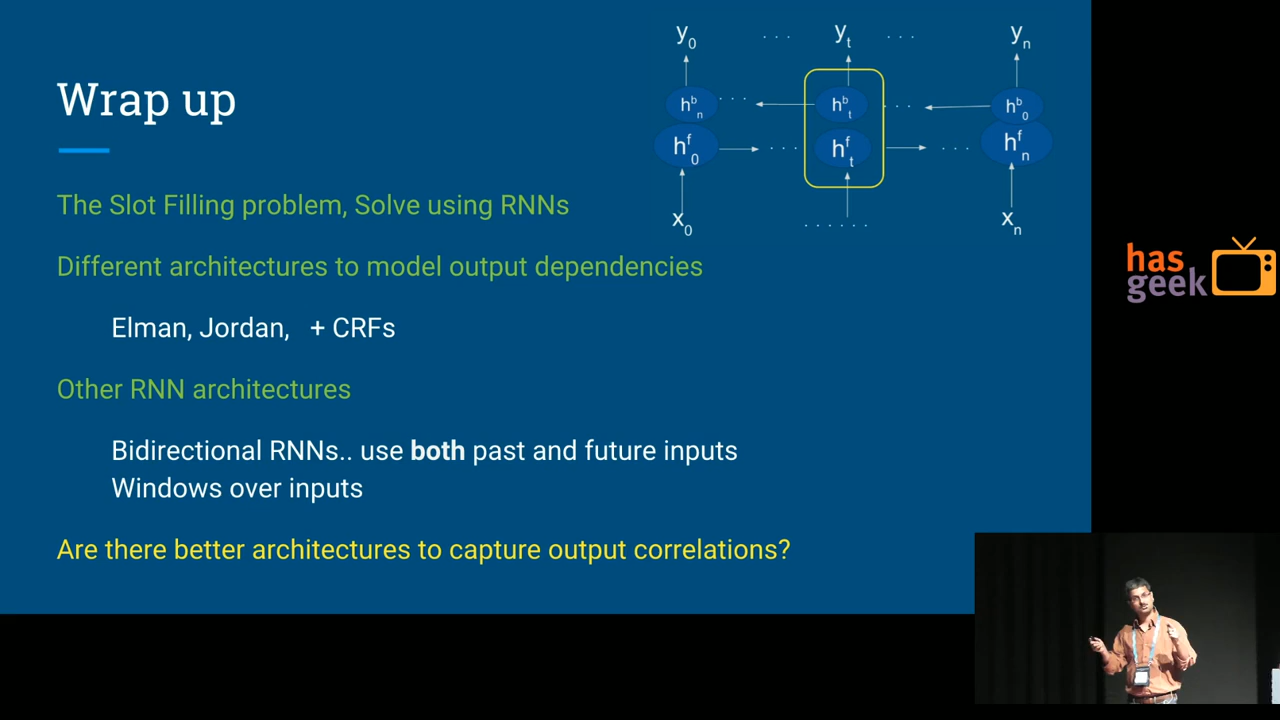 Wrap up
The Slot Filling problem, Solve using RNNs
Different architectures to model output dependencies
Elman, Jordan, + CRFs
Other RNN architectures
Bidirectional RNNs.. use both past and future inputs
Windows over inputs
Are there better architectures to capture output correlations?
y0 . . . yt . . . yn
hbn . . . hbt . . . hb0
hf0 . . . hft . . . hfn
x0 . . . . . . xn
has
geek